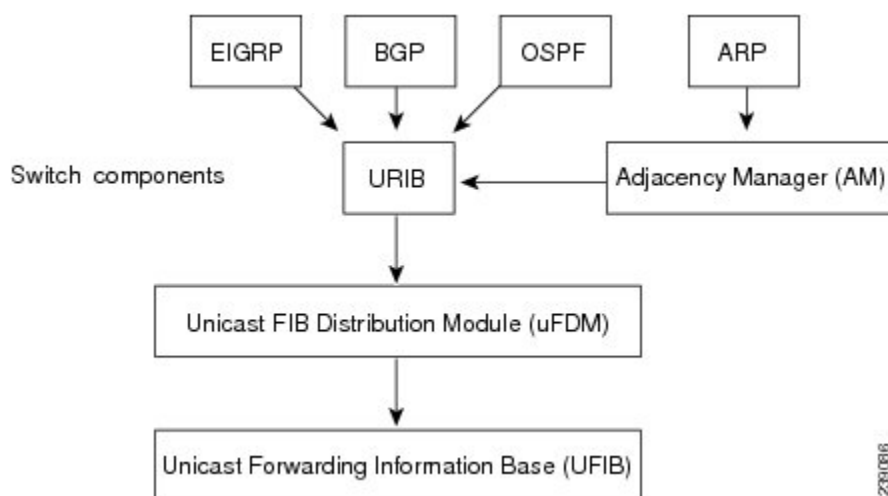 EIGRP
BGP
OSPF
ARP
Switch components
URIB
Adjacency Manager (AM)
Unicast FIB Distribution Module (uFDM)
Unicast Forwarding Information Base (UFIB)
239086